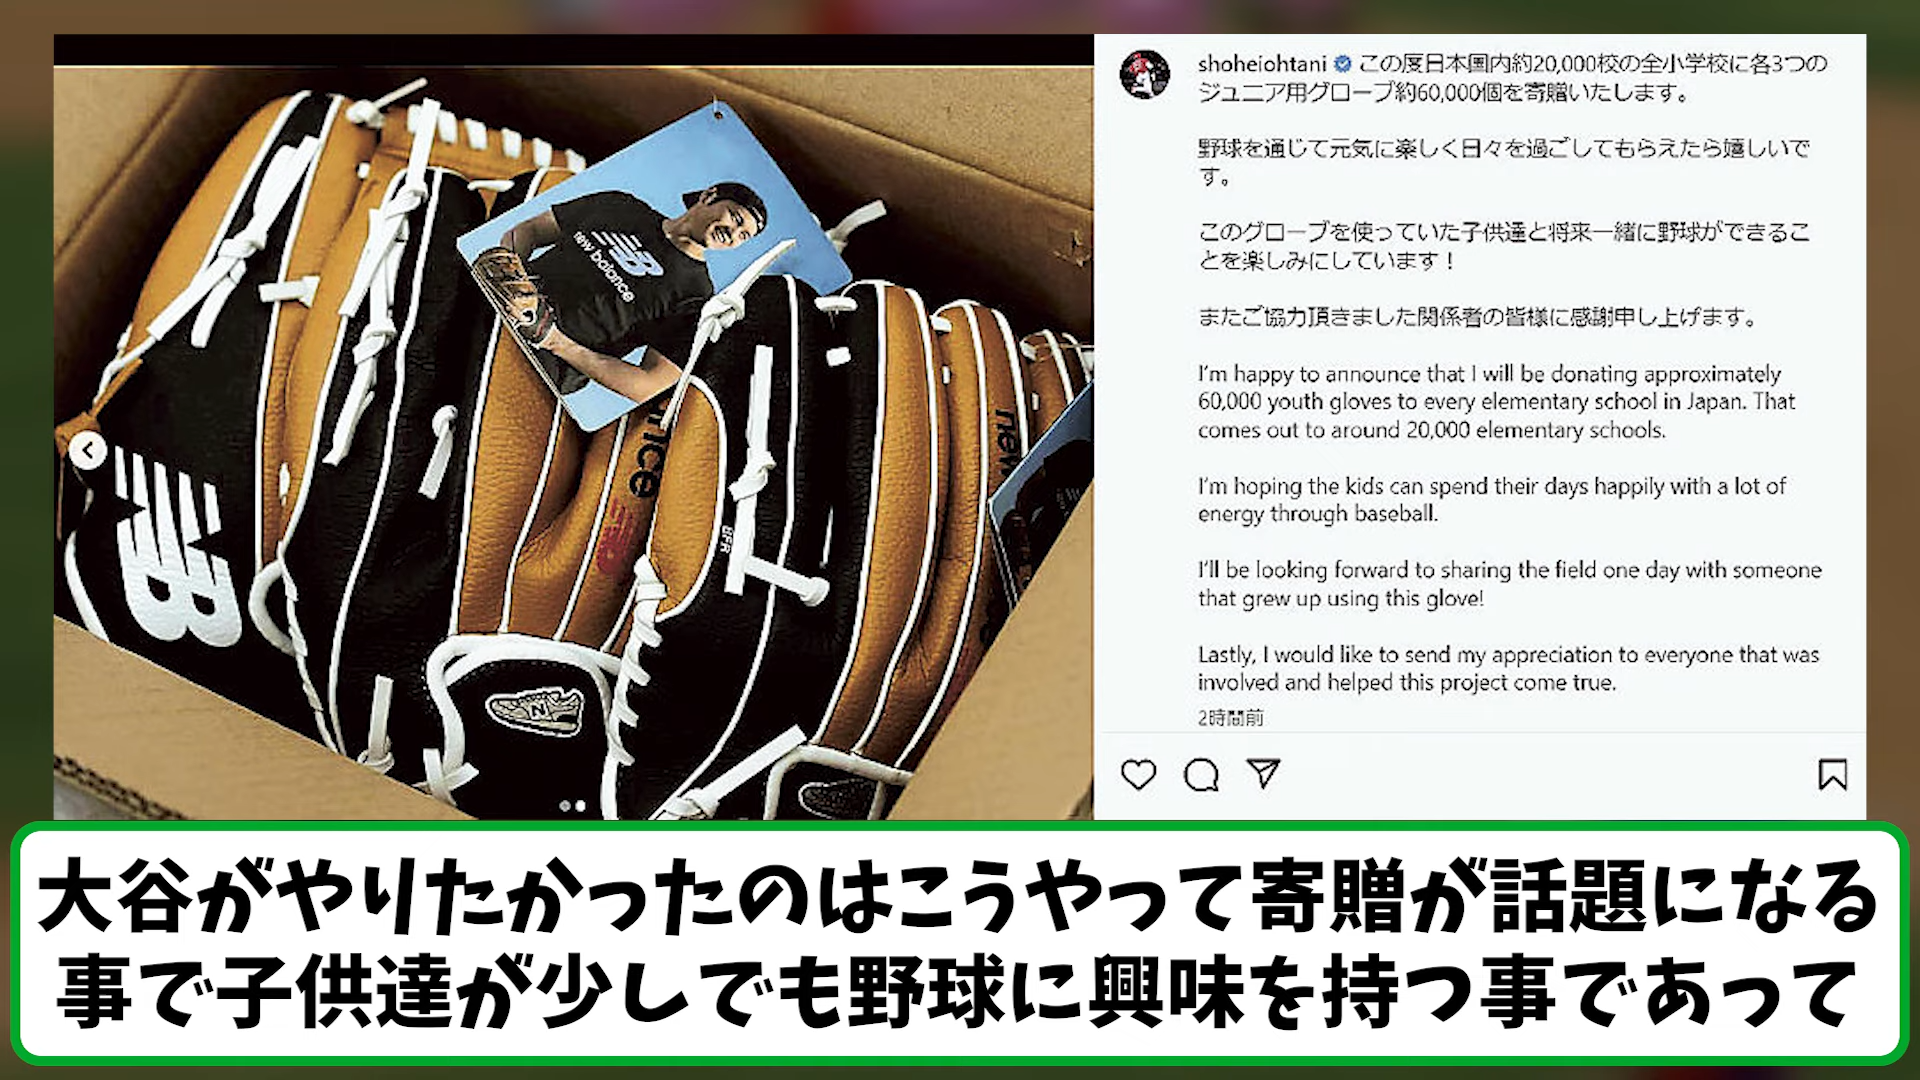 shoheiohtani この度日本国内約20,000校の全小学校に各3つの
ジュニア用グローブ約60,000個を寄贈いたします。
野球を通じて元気に楽しく日々を過ごしてもらえたら嬉しいで
す。
このグローブを使っていた子供達と将来一緒に野球ができるこ
とを楽しみにしています！
またご協力頂きました関係者の皆様に感謝申し上げます。
I'm happy to announce that I will be donating approximately
60,000 youth gloves to every elementary school in Japan. That
comes out to around 20,000 elementary schools.
I'm hoping the kids can spend their days happily with a lot of
energy through baseball.
I'll be looking forward to sharing the field one day with someone
that grew up using this glove!
Lastly, I would like to send my appreciation to everyone that was
involved and helped this project come true.
2時間前
new balance
NB
N
大谷がやりたかったのはこうやって寄贈が話題になる
事で子供達が少しでも野球に興味を持つ事であって